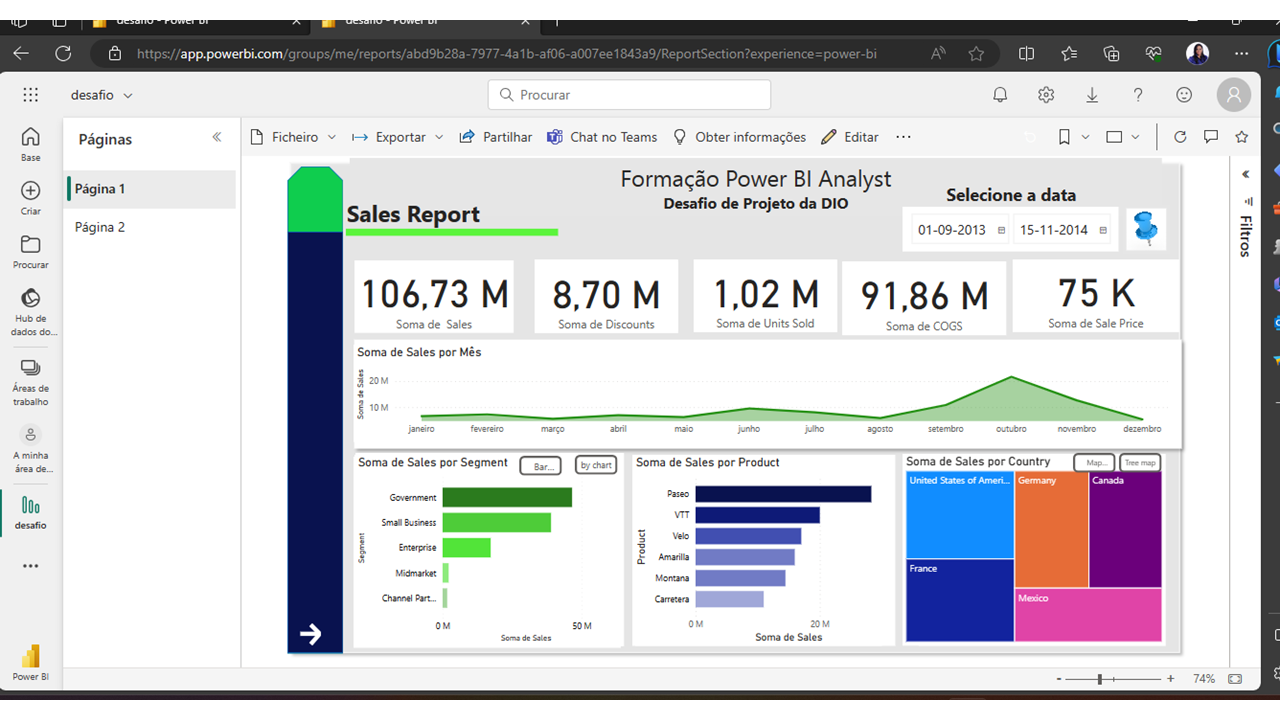 desafio - Power BI
desafio - Power BI
https://app.powerbi.com/groups/me/reports/abd9b28a-7977-4a1b-af06-a007ee1843a9/ReportSection?experience=power-bi
desafio
Procurar
Base
Criar
Procurar
Hub de
dados do...
Áreas de
trabalho
A minha
área de...
desafio
Power BI
Páginas
Página 1
Página 2
Ficheiro
Exportar
Partilhar
Chat no Teams
Obter informações
Editar
Filtros
Formação Power BI Analyst
Desafio de Projeto da DIO
Sales Report
Selecione a data
01-09-2013
15-11-2014
106,73 M
Soma de Sales
8,70 M
Soma de Discounts
1,02 M
Soma de Units Sold
91,86 M
Soma de COGS
75 K
Soma de Sale Price
Soma de Sales por Mês
Soma de Sales
20 M
10 M
janeiro fevereiro março abril maio junho julho agosto setembro outubro novembro dezembro
Soma de Sales por Segment
Bar...
by chart
Segment
Government
Small Business
Enterprise
Midmarket
Channel Part...
0 M 50 M
Soma de Sales
Soma de Sales por Product
Product
Paseo
VTT
Velo
Amarilla
Montana
Carretera
0 M 20 M
Soma de Sales
Soma de Sales por Country
Map...
Tree map
United States of Ameri...
Germany
Canada
France
Mexico
74%